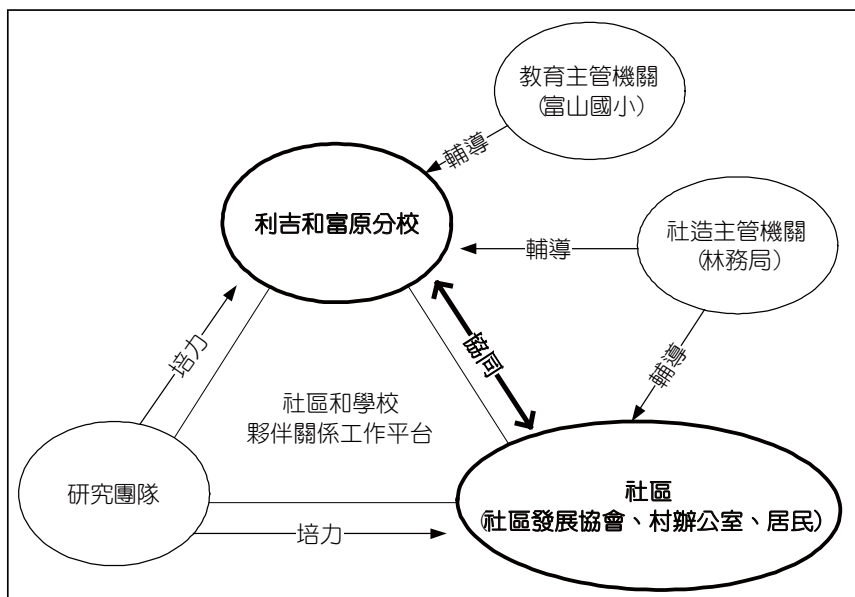 教育主管機關
(富山國小)
輔導
利吉和富原分校
社造主管機關
(林務局)
輔導
協同
輔導
培力
社區和學校
夥伴關係工作平台
研究團隊
社區
(社區發展協會、村辦公室、居民)
培力